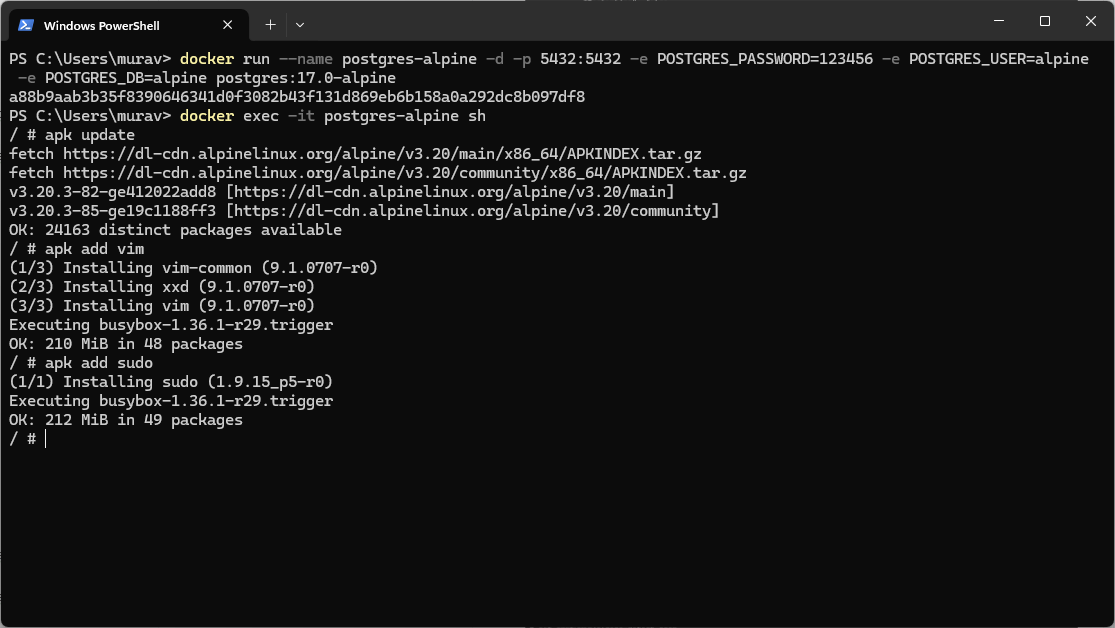 Windows PowerShell
PS C:\Users\murav> docker run --name postgres-alpine -d -p 5432:5432 -e POSTGRES_PASSWORD=123456 -e POSTGRES_USER=alpine
-e POSTGRES_DB=alpine postgres:17.0-alpine
a88b9aab3b35f8390646341d0f3082b43f131d869eb6b158a0a292dc8b097df8
PS C:\Users\murav> docker exec -it postgres-alpine sh
/ # apk update
fetch https://dl-cdn.alpinelinux.org/alpine/v3.20/main/x86_64/APKINDEX.tar.gz
fetch https://dl-cdn.alpinelinux.org/alpine/v3.20/community/x86_64/APKINDEX.tar.gz
v3.20.3-82-ge412022add8 [https://dl-cdn.alpinelinux.org/alpine/v3.20/main]
v3.20.3-85-ge19c1188ff3 [https://dl-cdn.alpinelinux.org/alpine/v3.20/community]
OK: 24163 distinct packages available
/ # apk add vim
(1/3) Installing vim-common (9.1.0707-r0)
(2/3) Installing xxd (9.1.0707-r0)
(3/3) Installing vim (9.1.0707-r0)
Executing busybox-1.36.1-r29.trigger
OK: 210 MiB in 48 packages
/ # apk add sudo
(1/1) Installing sudo (1.9.15_p5-r0)
Executing busybox-1.36.1-r29.trigger
OK: 212 MiB in 49 packages
/ #